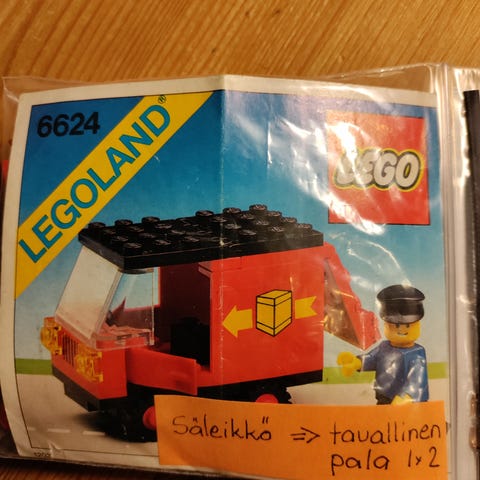 6624
LEGOLAND®
LEGO
Säleikkö => tavallinen
pala 1x2